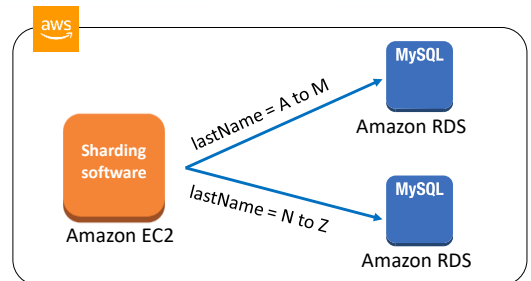 aws
MySQL
lastName = A to M
Amazon RDS
Sharding
software
MySQL
lastName = N to Z
Amazon EC2
Amazon RDS